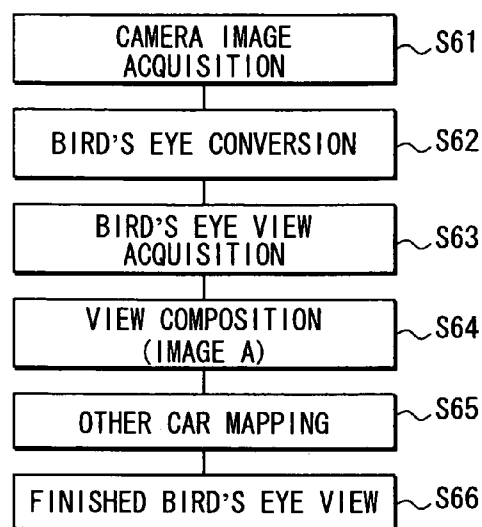 CAMERA IMAGE
ACQUISITION
S61
BIRD'S EYE CONVERSION
S62
BIRD'S EYE VIEW
ACQUISITION
S63
VIEW COMPOSITION
(IMAGE A)
S64
OTHER CAR MAPPING
S65
FINISHED BIRD'S EYE VIEW
S66